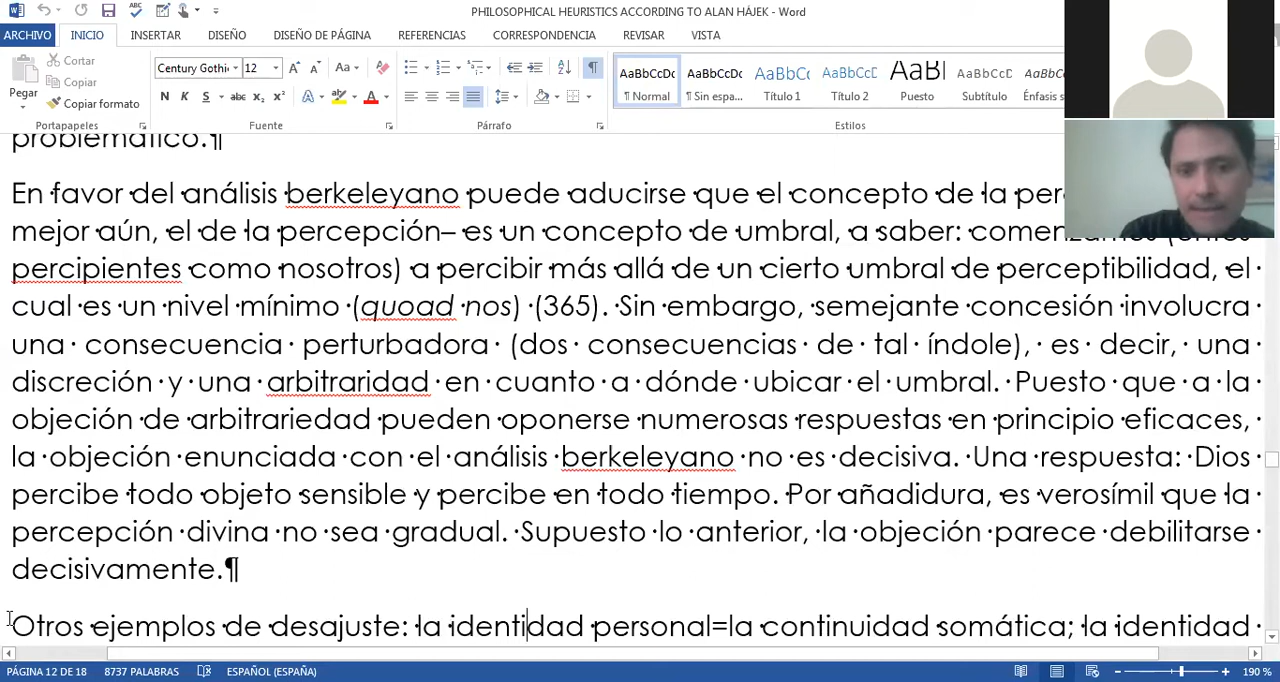 PHILOSOPHICAL HEURISTICS ACCORDING TO ALAN HÁJEK - Word
ARCHIVO INICIO INSERTAR DISEÑO DISEÑO DE PÁGINA REFERENCIAS CORRESPONDENCIA REVISAR VISTA
Cortar
Copiar
Copiar formato
Pegar
Century Gothic 12
AaBbCcDc AaBbCcDc AaBbCc AaBbCcE AaBl AaBbCcD AaBbCc
¶ Normal ¶ Sin espa... Título 1 Título 2 Puesto Subtítulo Énfasis s
Portapapeles Fuente Párrafo Estilos
problemático.¶
En favor del análisis berkeleyano puede aducirse que el concepto de la
mejor aún, el de la percepción– es un concepto de umbral, a saber: comenzamos (entes
percipientes como nosotros) a percibir más allá de un cierto umbral de perceptibilidad, el
cual es un nivel mínimo (quoad nos) (365). Sin embargo, semejante concesión involucra
una consecuencia perturbadora (dos consecuencias de tal índole), es decir, una
discreción y una arbitraridad en cuanto a dónde ubicar el umbral. Puesto que a la
objeción de arbitrariedad pueden oponerse numerosas respuestas en principio eficaces,
la objeción enunciada con el análisis berkeleyano no es decisiva. Una respuesta: Dios
percibe todo objeto sensible y percibe en todo tiempo. Por añadidura, es verosímil que la
percepción divina no sea gradual. Supuesto lo anterior, la objeción parece debilitarse
decisivamente.¶
Otros ejemplos de desajuste: la identidad personal=la continuidad somática; la identidad
PÁGINA 12 DE 18 8737 PALABRAS ESPAÑOL (ESPAÑA) 190 %